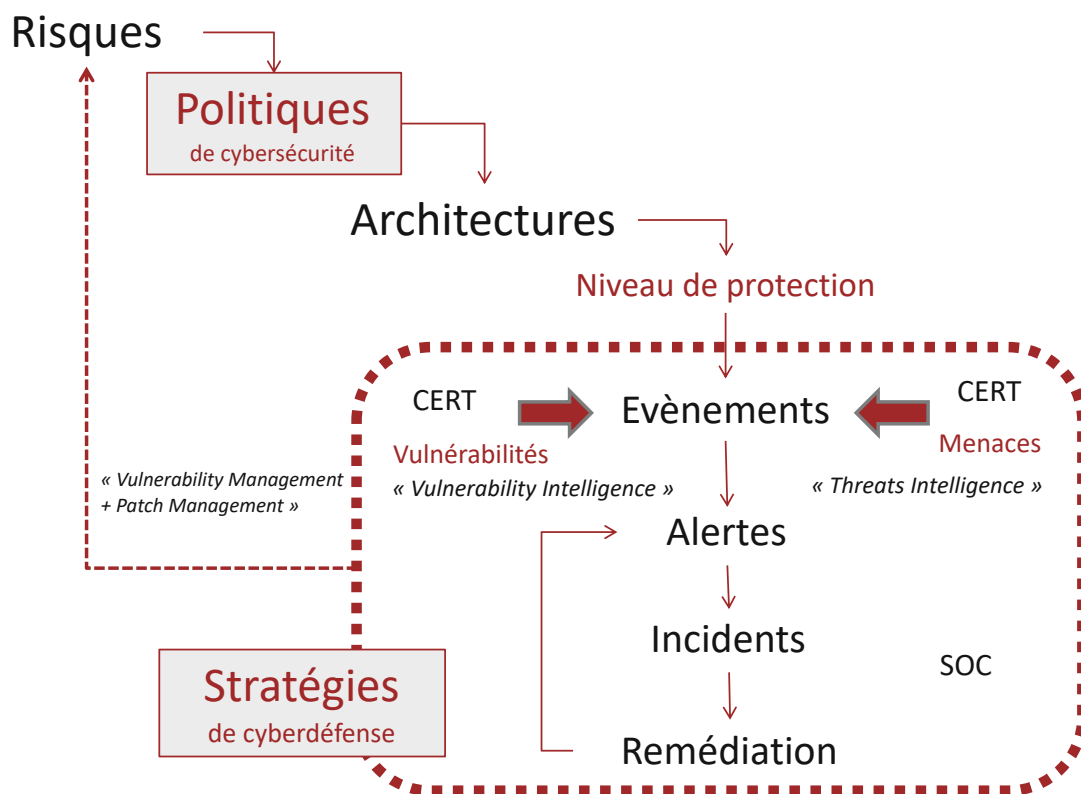 Risques
Politiques
de cybersécurité
Architectures
Niveau de protection
CERT
Evènements
CERT
Vulnérabilités
Menaces
« Vulnerability Management
+ Patch Management »
« Vulnerability Intelligence »
« Threats Intelligence »
Alertes
Incidents
SOC
Stratégies
de cyberdéfense
Remédiation